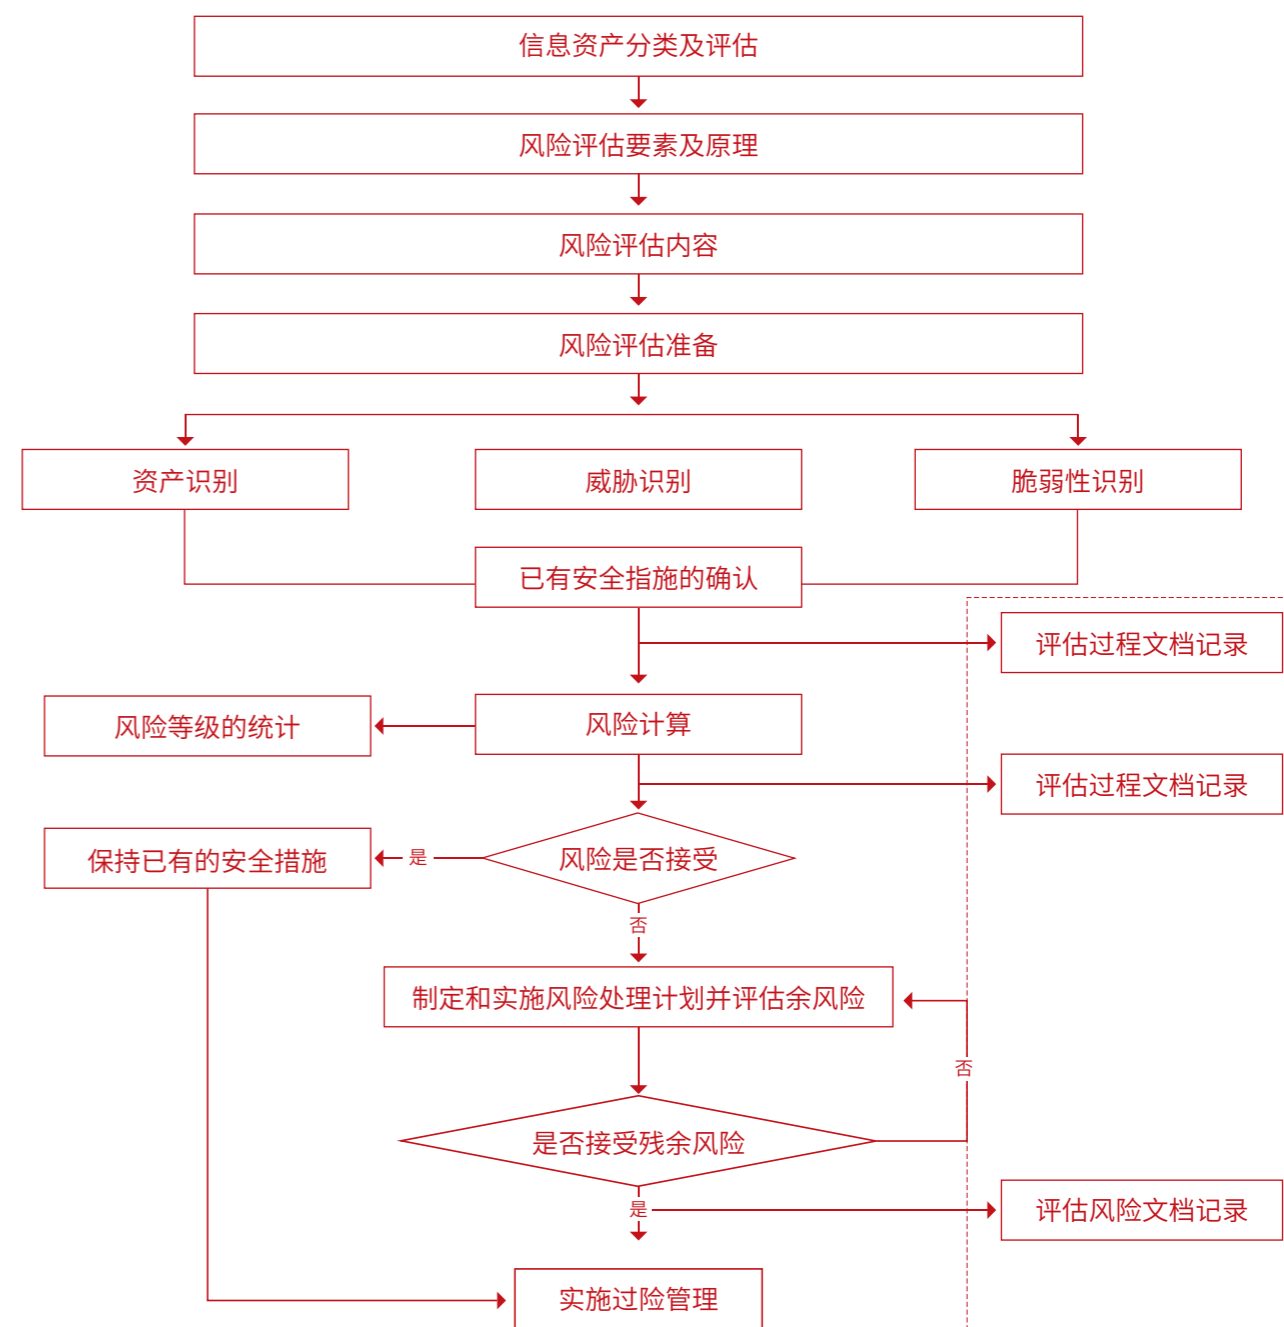 信息资产分类及评估
风险评估要素及原理
风险评估内容
风险评估准备
资产识别
威胁识别
脆弱性识别
已有安全指施的确认
评估过程文档记录
风险等级的统计
风险计算
评估过程文档记录
保持已有的安全措施
是
风险是否接受
否
制定和实施风险处理计划并评估余风险
否
是否接受残余风险
是
评估风险文档记录
实施过险管理